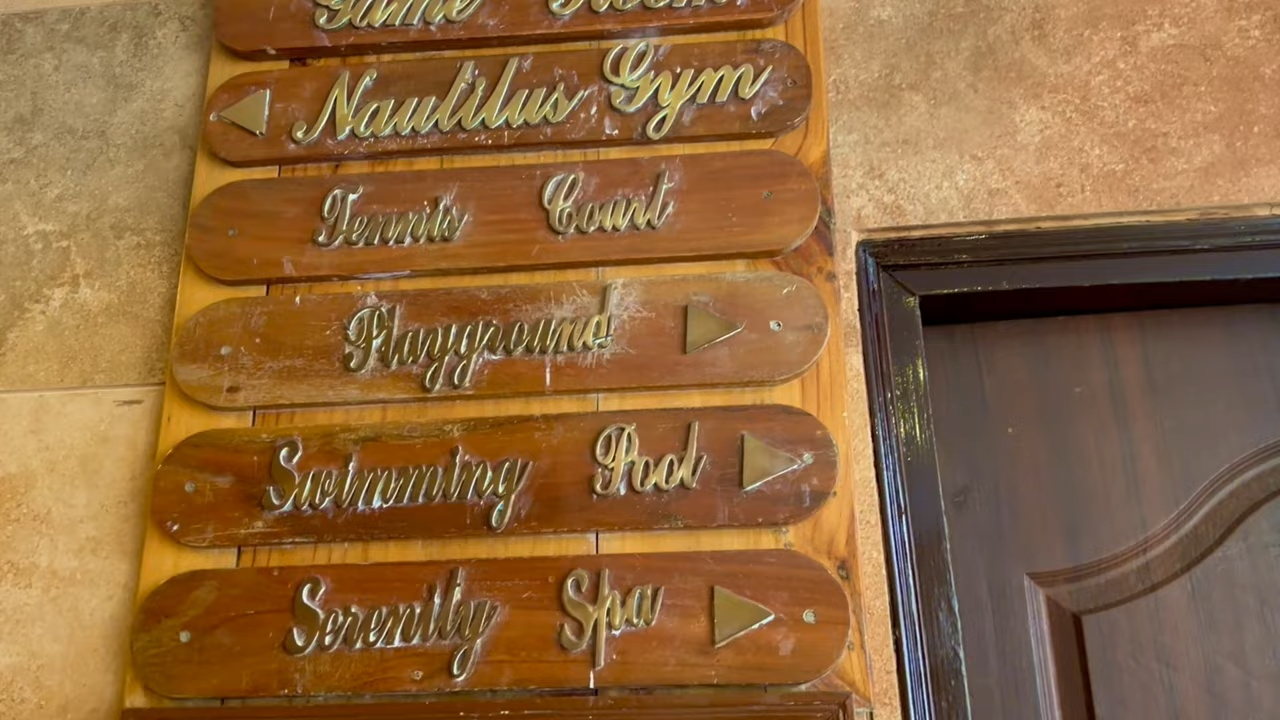 Game Room
Nautilus Gym
Tennis Court
Playground
Swimming Pool
Serenity Spa